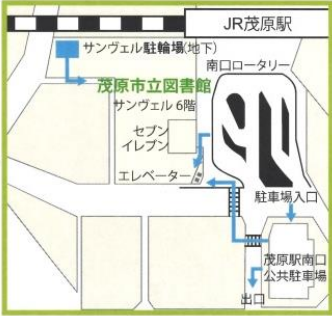 JR茂原駅
サンヴェル駐輪場(地下)
茂原市立図書館
サンヴェル 6階
南口ロータリー
セブン
イレブン
エレベーター
駐車場入口
茂原駅南口
公共駐車場
出口